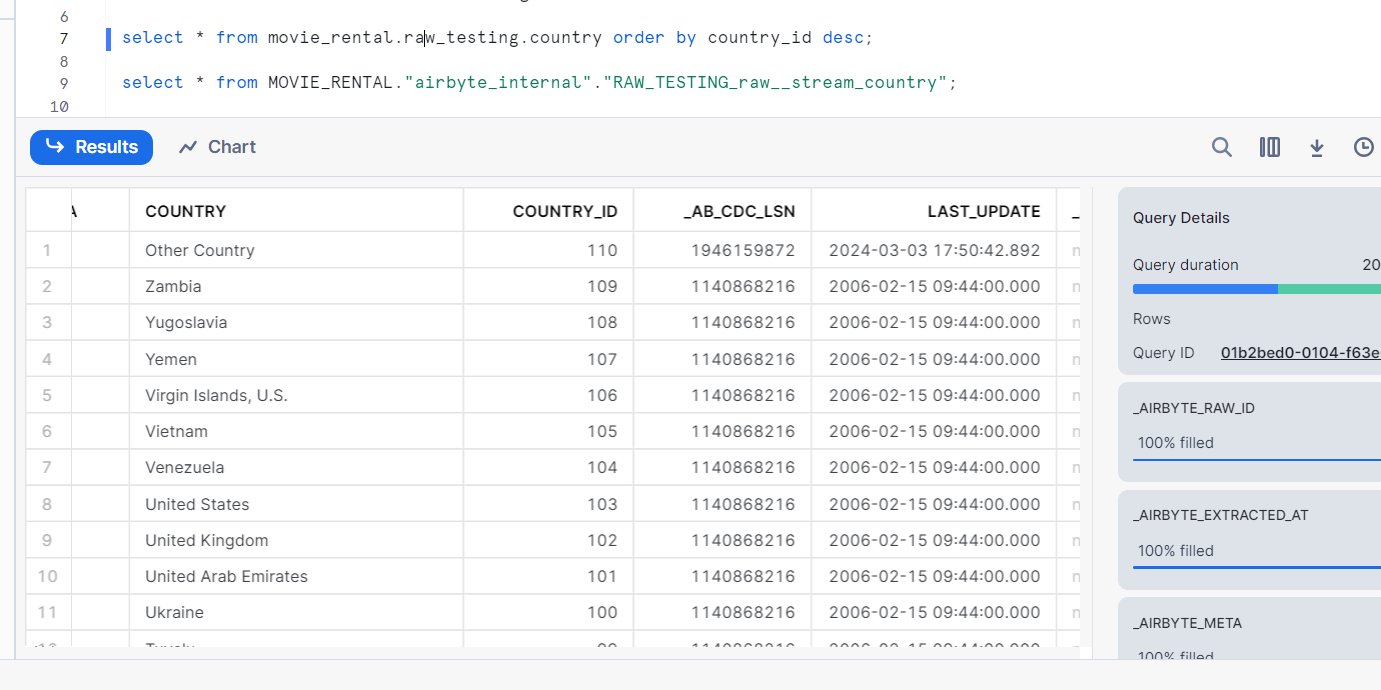 6
7 select * from movie_rental.raw_testing.country order by country_id desc;
8
9 select * from MOVIE_RENTAL."airbyte_internal"."RAW_TESTING_raw__stream_country";
10
Results Chart
A COUNTRY COUNTRY_ID _AB_CDC_LSN LAST_UPDATE _
1 Other Country 110 1946159872 2024-03-03 17:50:42.892
2 Zambia 109 1140868216 2006-02-15 09:44:00.000
3 Yugoslavia 108 1140868216 2006-02-15 09:44:00.000
4 Yemen 107 1140868216 2006-02-15 09:44:00.000
5 Virgin Islands, U.S. 106 1140868216 2006-02-15 09:44:00.000
6 Vietnam 105 1140868216 2006-02-15 09:44:00.000
7 Venezuela 104 1140868216 2006-02-15 09:44:00.000
8 United States 103 1140868216 2006-02-15 09:44:00.000
9 United Kingdom 102 1140868216 2006-02-15 09:44:00.000
10 United Arab Emirates 101 1140868216 2006-02-15 09:44:00.000
11 Ukraine 100 1140868216 2006-02-15 09:44:00.000
Query Details
Query duration 20
Rows
Query ID 01b2bed0-0104-f63e
_AIRBYTE_RAW_ID
100% filled
_AIRBYTE_EXTRACTED_AT
100% filled
_AIRBYTE_META
100% filled